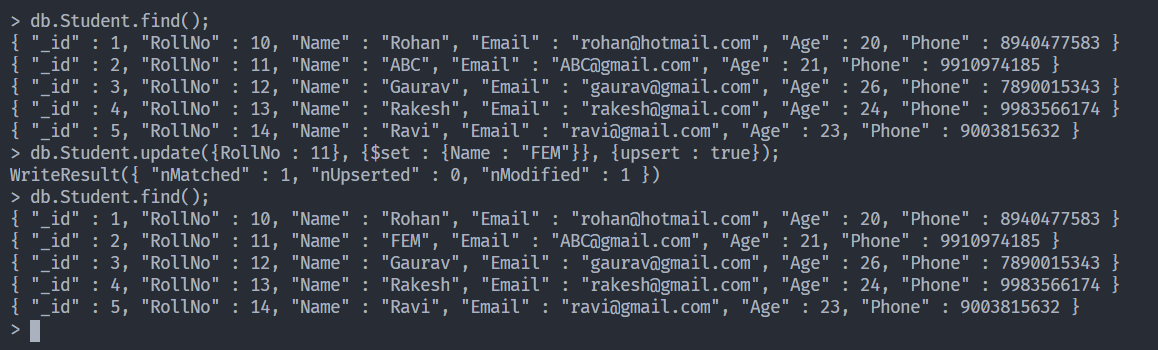 > db.Student.find();
{ "_id" : 1, "RollNo" : 10, "Name" : "Rohan", "Email" : "rohan@hotmail.com", "Age" : 20, "Phone" : 8940477583 }
{ "_id" : 2, "RollNo" : 11, "Name" : "ABC", "Email" : "ABC@gmail.com", "Age" : 21, "Phone" : 9910974185 }
{ "_id" : 3, "RollNo" : 12, "Name" : "Gaurav", "Email" : "gaurav@gmail.com", "Age" : 26, "Phone" : 7890015343 }
{ "_id" : 4, "RollNo" : 13, "Name" : "Rakesh", "Email" : "rakesh@gmail.com", "Age" : 24, "Phone" : 9983566174 }
{ "_id" : 5, "RollNo" : 14, "Name" : "Ravi", "Email" : "ravi@gmail.com", "Age" : 23, "Phone" : 9003815632 }
> db.Student.update({RollNo : 11}, {$set : {Name : "FEM"}}, {upsert : true});
WriteResult({ "nMatched" : 1, "nUpserted" : 0, "nModified" : 1 })
> db.Student.find();
{ "_id" : 1, "RollNo" : 10, "Name" : "Rohan", "Email" : "rohan@hotmail.com", "Age" : 20, "Phone" : 8940477583 }
{ "_id" : 2, "RollNo" : 11, "Name" : "FEM", "Email" : "ABC@gmail.com", "Age" : 21, "Phone" : 9910974185 }
{ "_id" : 3, "RollNo" : 12, "Name" : "Gaurav", "Email" : "gaurav@gmail.com", "Age" : 26, "Phone" : 7890015343 }
{ "_id" : 4, "RollNo" : 13, "Name" : "Rakesh", "Email" : "rakesh@gmail.com", "Age" : 24, "Phone" : 9983566174 }
{ "_id" : 5, "RollNo" : 14, "Name" : "Ravi", "Email" : "ravi@gmail.com", "Age" : 23, "Phone" : 9003815632 }
>